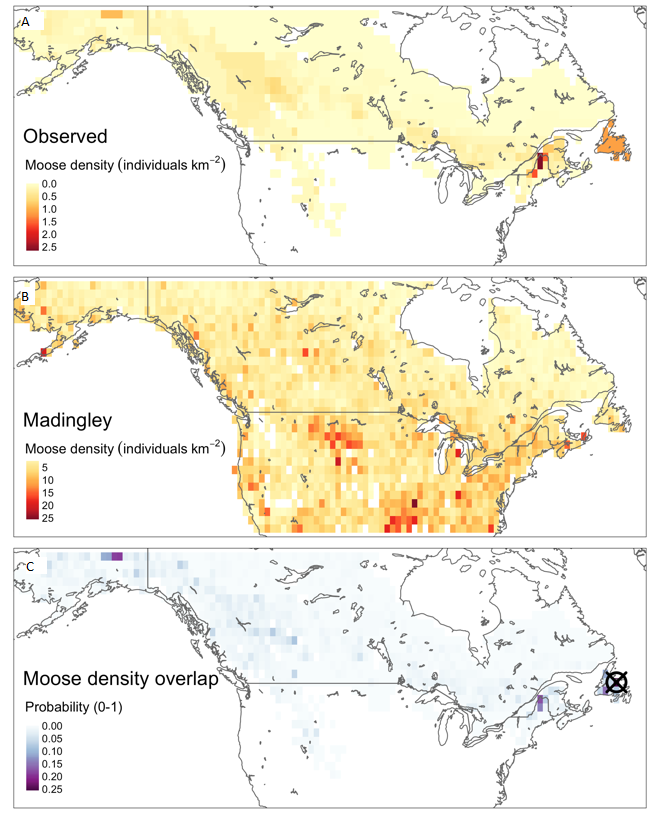 A
Observed
Moose density (individuals km⁻²)
0.0
0.5
1.0
1.5
2.0
2.5
B
Madingley
Moose density (individuals km⁻²)
5
10
15
20
25
C
Moose density overlap
Probability (0-1)
0.00
0.05
0.10
0.15
0.20
0.25